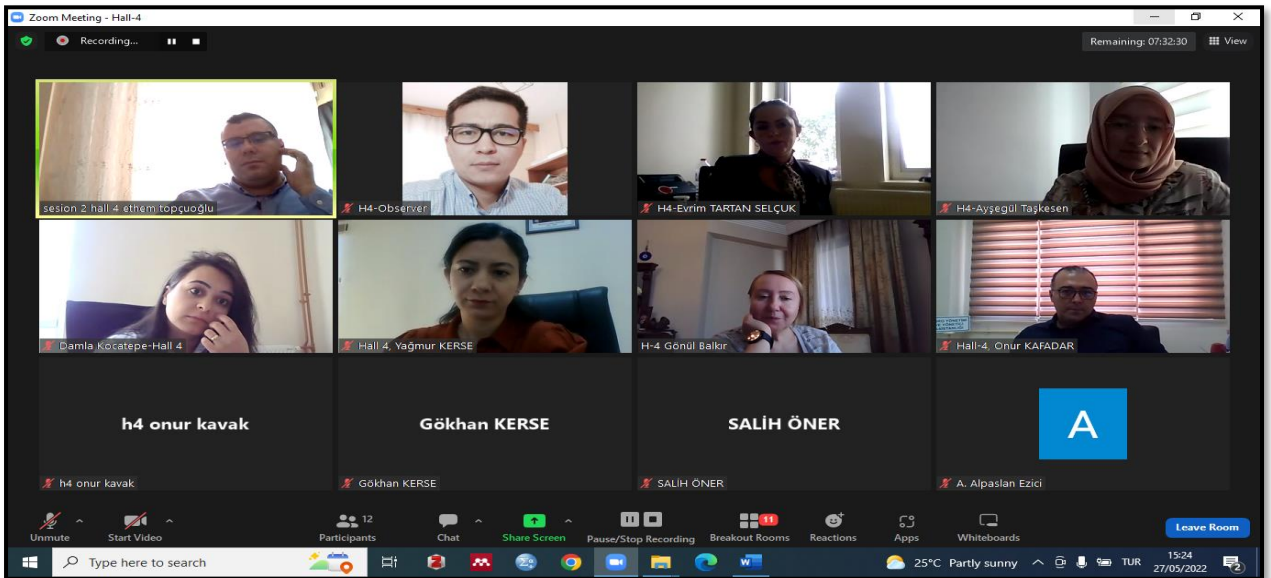 Zoom Meeting - Hall-4
Recording...
Remaining: 07:32:30
View
sesion 2 hall 4 ethem topçuoğlu
H4-Observer
H4-Evrim TARTAN SELÇUK
H4-Ayşegül Taşkesen
Damla Kocatepe-Hall 4
Hall 4, Yağmur KERSE
H-4 Gönül Balkır
Hall-4, Onur KAFADAR
h4 onur kavak
Gökhan KERSE
SALİH ÖNER
A
h4 onur kavak
Gökhan KERSE
SALİH ÖNER
A. Alpaslan Ezici
12
11
Unmute
Start Video
Participants
Chat
Share Screen
Pause/Stop Recording
Breakout Rooms
Reactions
Apps
Whiteboards
Leave Room
Type here to search
25°C Partly sunny
TUR
15:24
27/05/2022
2